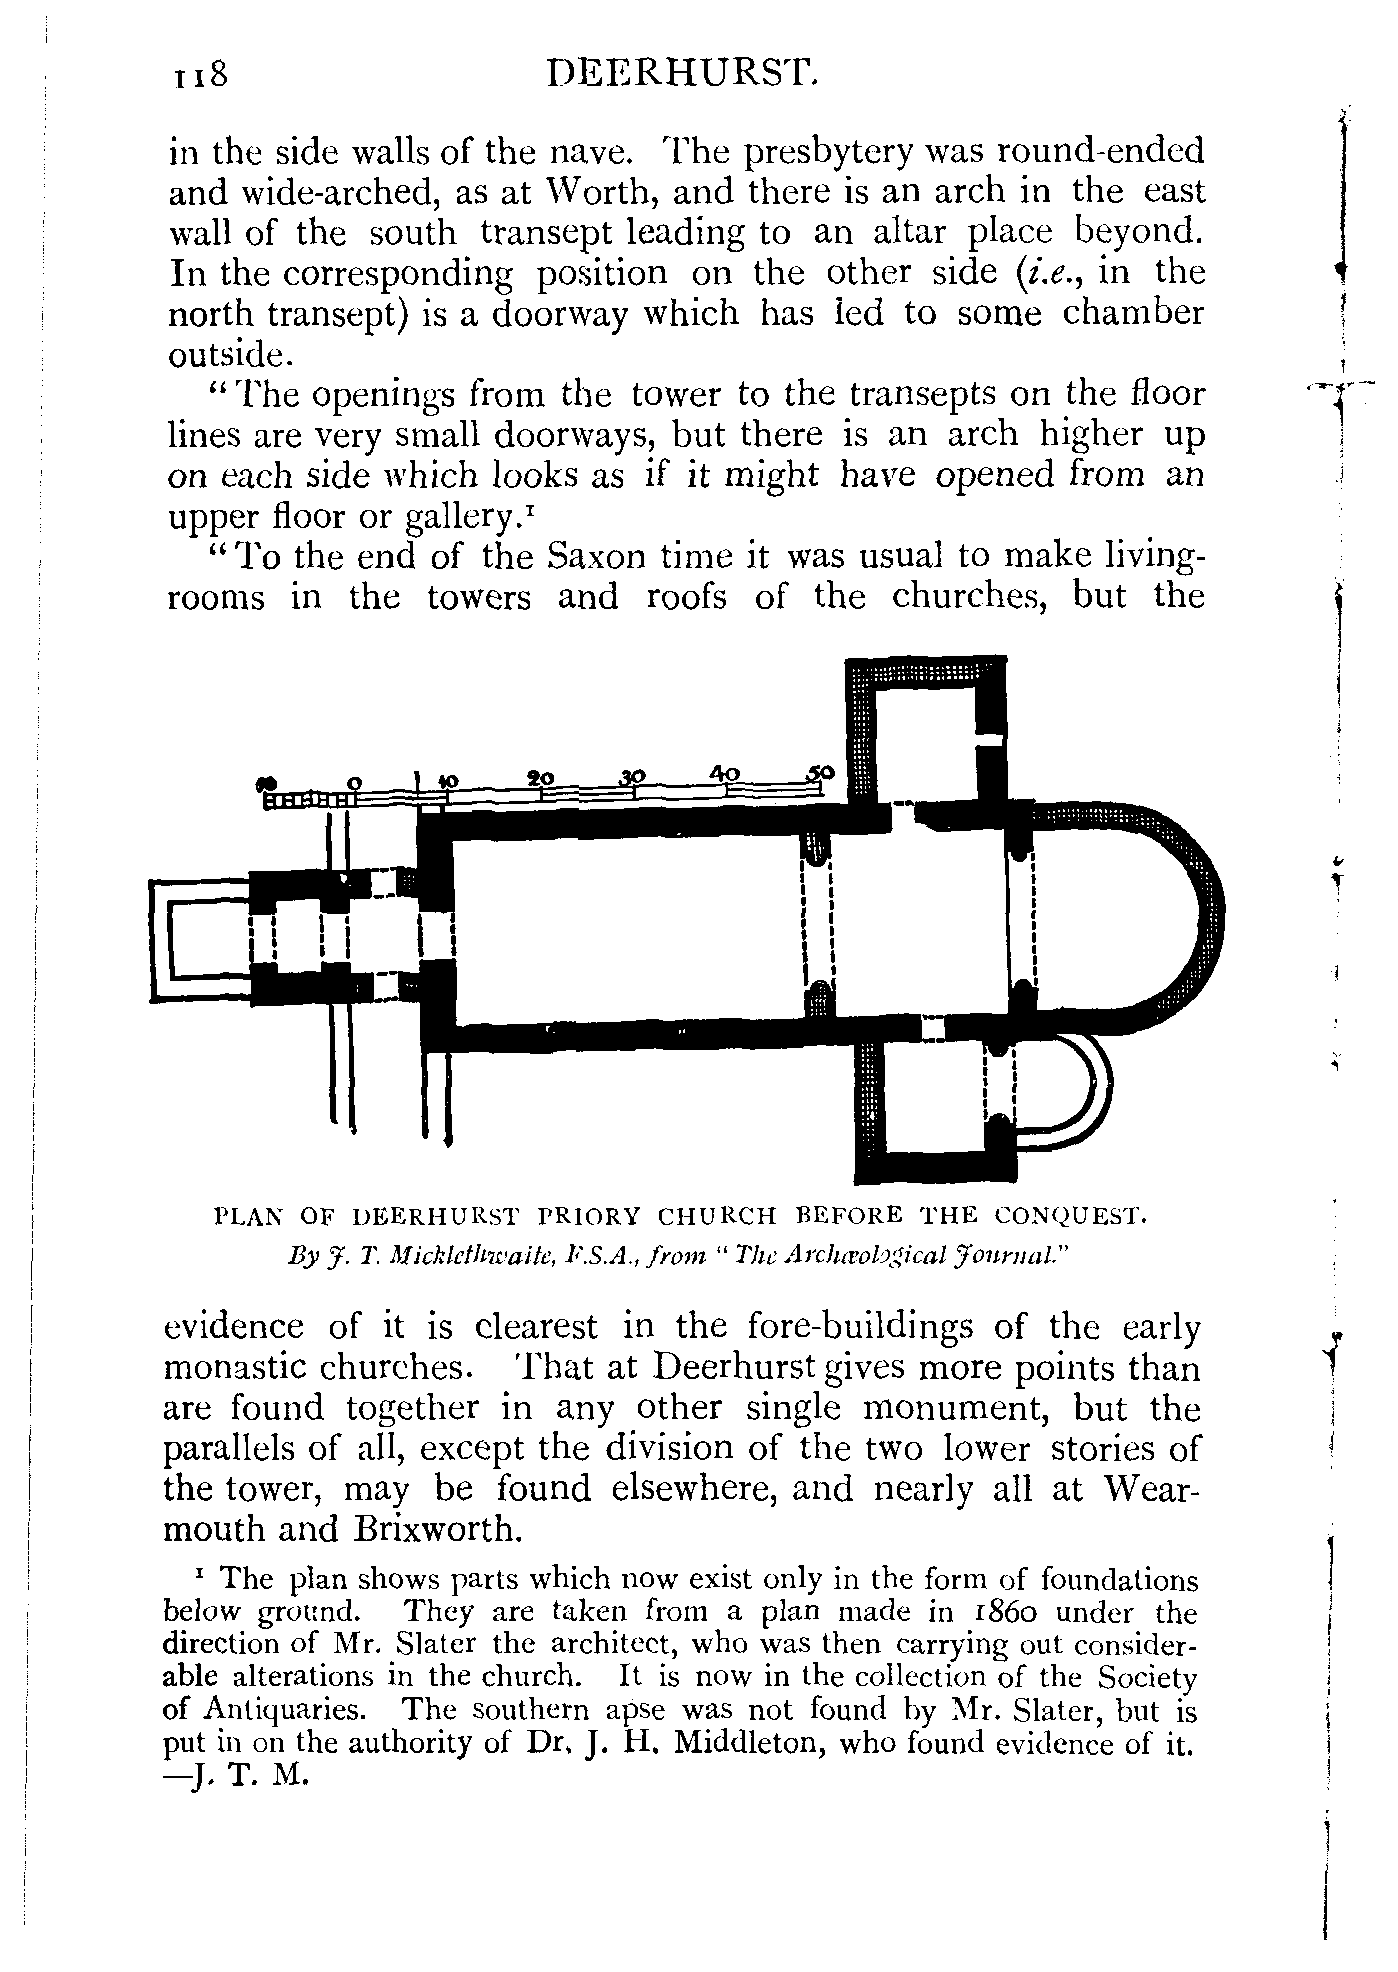 118 DEERHURST.
in the side walls of the nave. The presbytery was round-ended
and wide-arched, as at Worth, and there is an arch in the east
wall of the south transept leading to an altar place beyond.
In the corresponding position on the other side (i.e., in the
north transept) is a doorway which has led to some chamber
outside.
"The openings from the tower to the transepts on the floor
lines are very small doorways, but there is an arch higher up
on each side which looks as if it might have opened from an
upper floor or gallery.¹
"To the end of the Saxon time it was usual to make living-
rooms in the towers and roofs of the churches, but the
10 0 10 20 30 40 50
PLAN OF DEERHURST PRIORY CHURCH BEFORE THE CONQUEST.
By J. T. Micklethwaite, F.S.A., from "The Archæological Journal."
evidence of it is clearest in the fore-buildings of the early
monastic churches. That at Deerhurst gives more points than
are found together in any other single monument, but the
parallels of all, except the division of the two lower stories of
the tower, may be found elsewhere, and nearly all at Wear-
mouth and Brixworth.
¹ The plan shows parts which now exist only in the form of foundations
below ground. They are taken from a plan made in 1860 under the
direction of Mr. Slater the architect, who was then carrying out consider-
able alterations in the church. It is now in the collection of the Society
of Antiquaries. The southern apse was not found by Mr. Slater, but is
put in on the authority of Dr. J. H. Middleton, who found evidence of it.
—J. T. M.